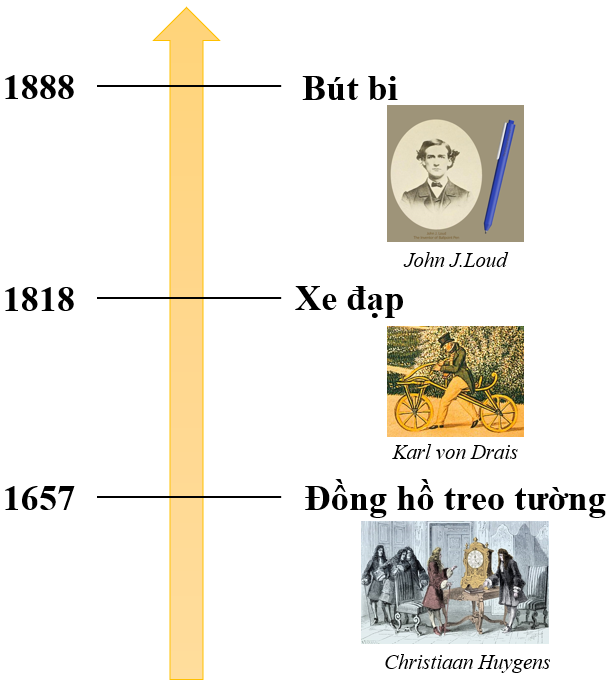 1888 Bút bi
John J.Loud
1818 Xe đạp
Karl von Drais
1657 Đồng hồ treo tường
Christiaan Huygens